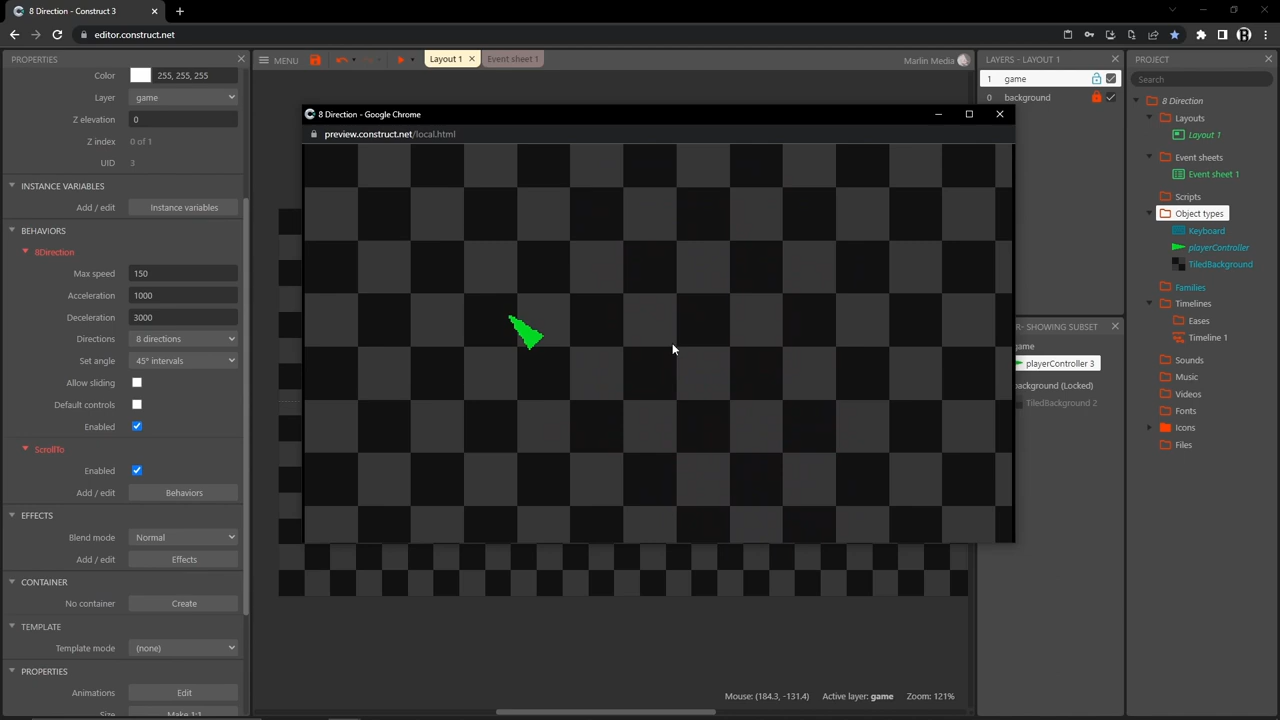 8 Direction - Construct 3
editor.construct.net
PROPERTIES
MENU
Layout 1
Event sheet 1
Marlin Media
LAYERS - LAYOUT 1
PROJECT
Color
255, 255, 255
Layer
game
Z elevation
0
Z index
0 of 1
UID
3
INSTANCE VARIABLES
Add / edit
Instance variables
BEHAVIORS
8Direction
Max speed
150
Acceleration
1000
Deceleration
3000
Directions
8 directions
Set angle
45º intervals
Allow sliding
Default controls
Enabled
ScrollTo
Enabled
Add / edit
Behaviors
EFFECTS
Blend mode
Normal
Add / edit
Effects
CONTAINER
No container
Create
TEMPLATE
Template mode
(none)
PROPERTIES
Animations
Edit
8 Direction - Google Chrome
preview.construct.net/local.html
1 game
0 background
R- SHOWING SUBSET
game
playerController 3
background (Locked)
TiledBackground 2
Search
8 Direction
Layouts
Layout 1
Event sheets
Event sheet 1
Scripts
Object types
Keyboard
playerController
TiledBackground
Families
Timelines
Eases
Timeline 1
Sounds
Music
Videos
Fonts
Icons
Files
Mouse: (184.3, -131.4) Active layer: game Zoom: 121%